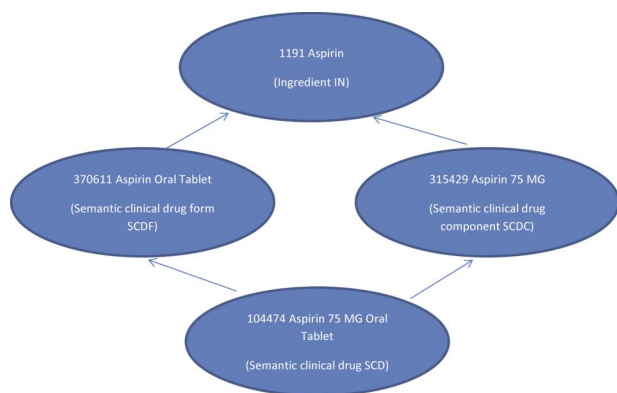 1191 Aspirin
(Ingredient IN)
370611 Aspirin Oral Tablet
(Semantic clinical drug form
SCDF)
315429 Aspirin 75 MG
(Semantic clinical drug
component SCDC)
104474 Aspirin 75 MG Oral
Tablet
(Semantic clinical drug SCD)